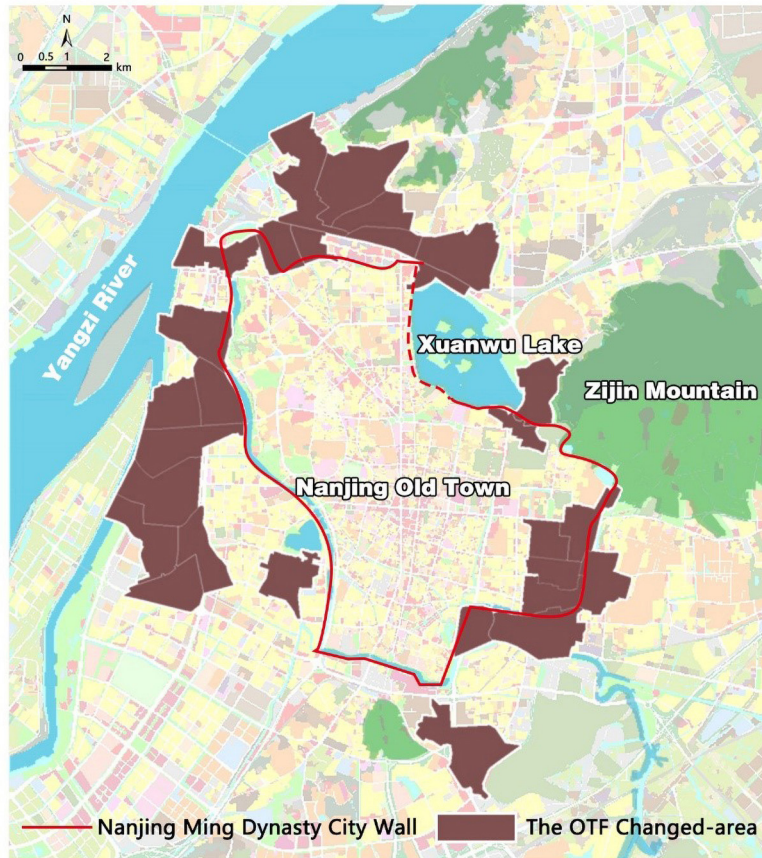 N
0 0.5 1 2
km
Yangzi River
Xuanwu Lake
Zijin Mountain
Nanjing Old Town
Nanjing Ming Dynasty City Wall
The OTF Changed-area